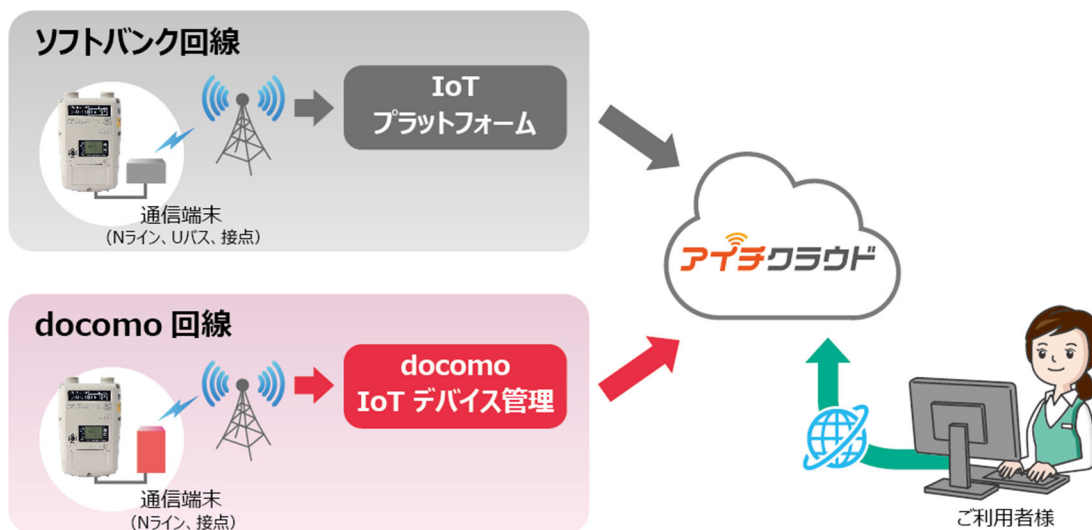 ソフトバンク回線
IoT
プラットフォーム
通信端末
(Nライン、Uバス、接点)
アイチクラウド
docomo 回線
docomo
IoT デバイス管理
通信端末
(Nライン、接点)
ご利用者様